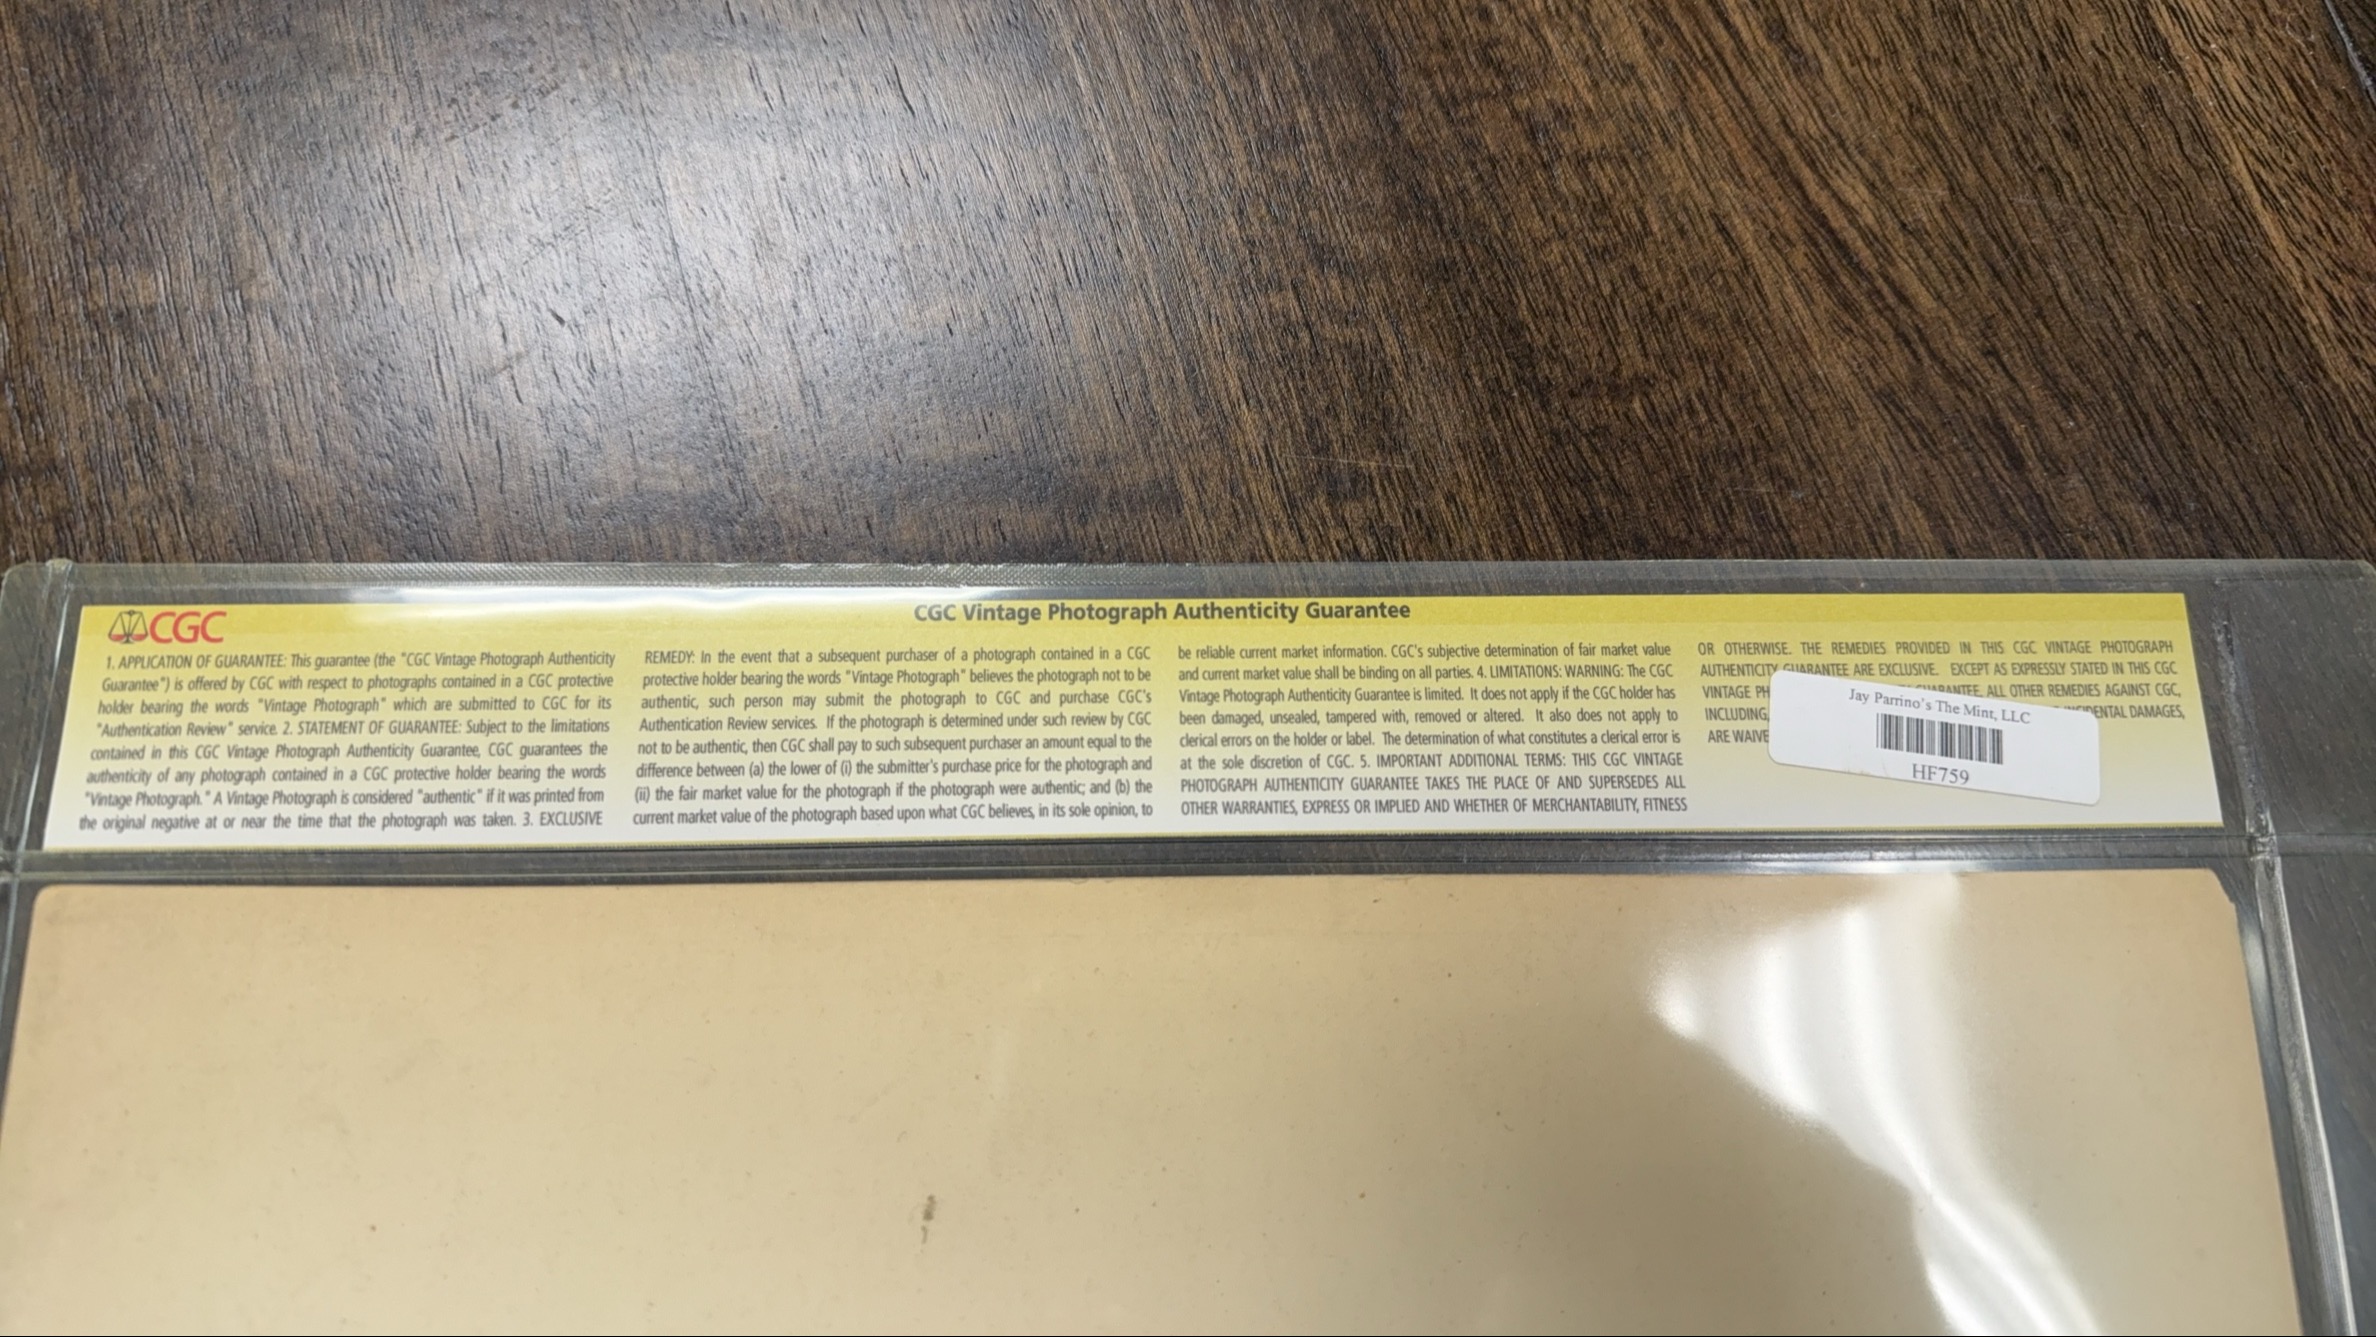 CGC
CGC Vintage Photograph Authenticity Guarantee
1. APPLICATION OF GUARANTEE: This guarantee (the "CGC Vintage Photograph Authenticity
Guarantee") is offered by CGC with respect to photographs contained in a CGC protective
holder bearing the words "Vintage Photograph" which are submitted to CGC for its
"Authentication Review" service. 2. STATEMENT OF GUARANTEE: Subject to the limitations
contained in this CGC Vintage Photograph Authenticity Guarantee, CGC guarantees the
authenticity of any photograph contained in a CGC protective holder bearing the words
"Vintage Photograph." A Vintage Photograph is considered "authentic" if it was printed from
the original negative at or near the time that the photograph was taken. 3. EXCLUSIVE
REMEDY: In the event that a subsequent purchaser of a photograph contained in a CGC
protective holder bearing the words "Vintage Photograph" believes the photograph not to be
authentic, such person may submit the photograph to CGC and purchase CGC's
Authentication Review services. If the photograph is determined under such review by CGC
not to be authentic, then CGC shall pay to such subsequent purchaser an amount equal to the
difference between (a) the lower of (i) the submitter's purchase price for the photograph and
(ii) the fair market value for the photograph if the photograph were authentic; and (b) the
current market value of the photograph based upon what CGC believes, in its sole opinion, to
be reliable current market information. CGC's subjective determination of fair market value
and current market value shall be binding on all parties. 4. LIMITATIONS: WARNING: The CGC
Vintage Photograph Authenticity Guarantee is limited. It does not apply if the CGC holder has
been damaged, unsealed, tampered with, removed or altered. It also does not apply to
clerical errors on the holder or label. The determination of what constitutes a clerical error is
at the sole discretion of CGC. 5. IMPORTANT ADDITIONAL TERMS: THIS CGC VINTAGE
PHOTOGRAPH AUTHENTICITY GUARANTEE TAKES THE PLACE OF AND SUPERSEDES ALL
OTHER WARRANTIES, EXPRESS OR IMPLIED AND WHETHER OF MERCHANTABILITY, FITNESS
OR OTHERWISE. THE REMEDIES PROVIDED IN THIS CGC VINTAGE PHOTOGRAPH
AUTHENTICITY GUARANTEE ARE EXCLUSIVE. EXCEPT AS EXPRESSLY STATED IN THIS CGC
VINTAGE GUARANTEE, ALL OTHER REMEDIES AGAINST CGC,
INCLUDING, DAMAGES,
ARE
Jay Parrino's The Mint, LLC
HF759